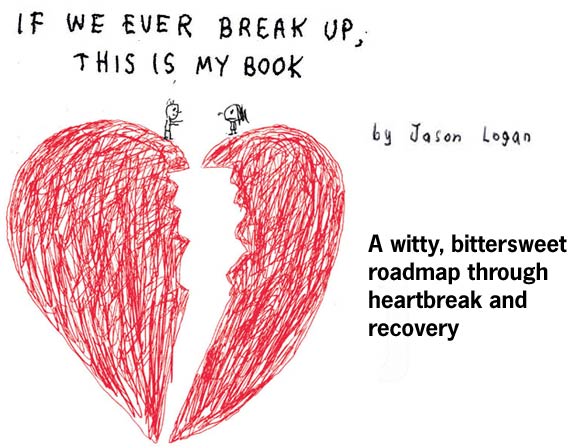 IF WE EVER BREAK UP,
THIS IS MY BOOK
by Jason Logan
A witty, bittersweet
roadmap through
heartbreak and
recovery